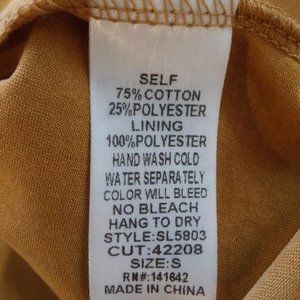 SELF
75% COTTON
25% POLYESTER
LINING
100% POLYESTER
HAND WASH COLD
WATER SEPARATELY
COLOR WILL BLEED
NO BLEACH
HANG TO DRY
STYLE:SL5803
CUT:42208
SIZE:S
RN#:141642
MADE IN CHINA